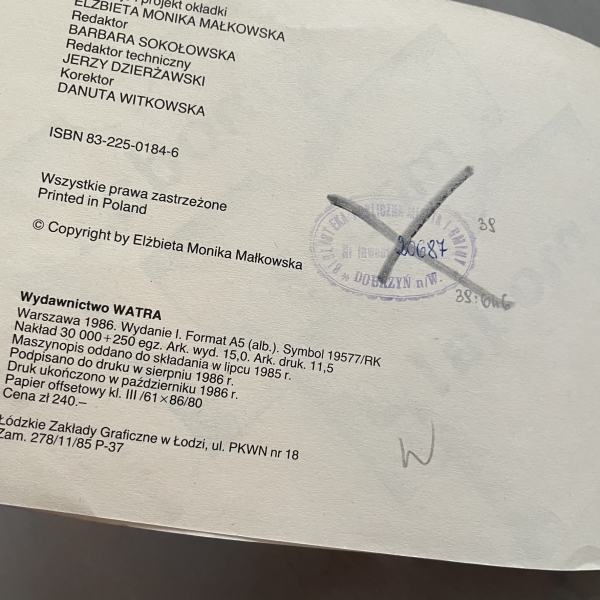 projekt okładki
ELŻBIETA MONIKA MAŁKOWSKA
Redaktor
BARBARA SOKOŁOWSKA
Redaktor techniczny
JERZY DZIERŻAWSKI
Korektor
DANUTA WITKOWSKA
ISBN 83-225-0184-6
Wszystkie prawa zastrzeżone
Printed in Poland
© Copyright by Elżbieta Monika Małkowska
20687
DOBRZYŃ n/W.
39
W
Wydawnictwo WATRA
Warszawa 1986. Wydanie I. Format A5 (alb.). Symbol 19577/RK
Nakład 30 000+250 egz. Ark. wyd. 15,0. Ark. druk. 11,5
Maszynopis oddano do składania w lipcu 1985 r.
Podpisano do druku w sierpniu 1986 r.
Druk ukończono w październiku 1986 r.
Papier offsetowy kl. III /61×86/80
Cena zł 240.–
Łódzkie Zakłady Graficzne w Łodzi, ul. PKWN nr 18
Zam. 278/11/85 P-37